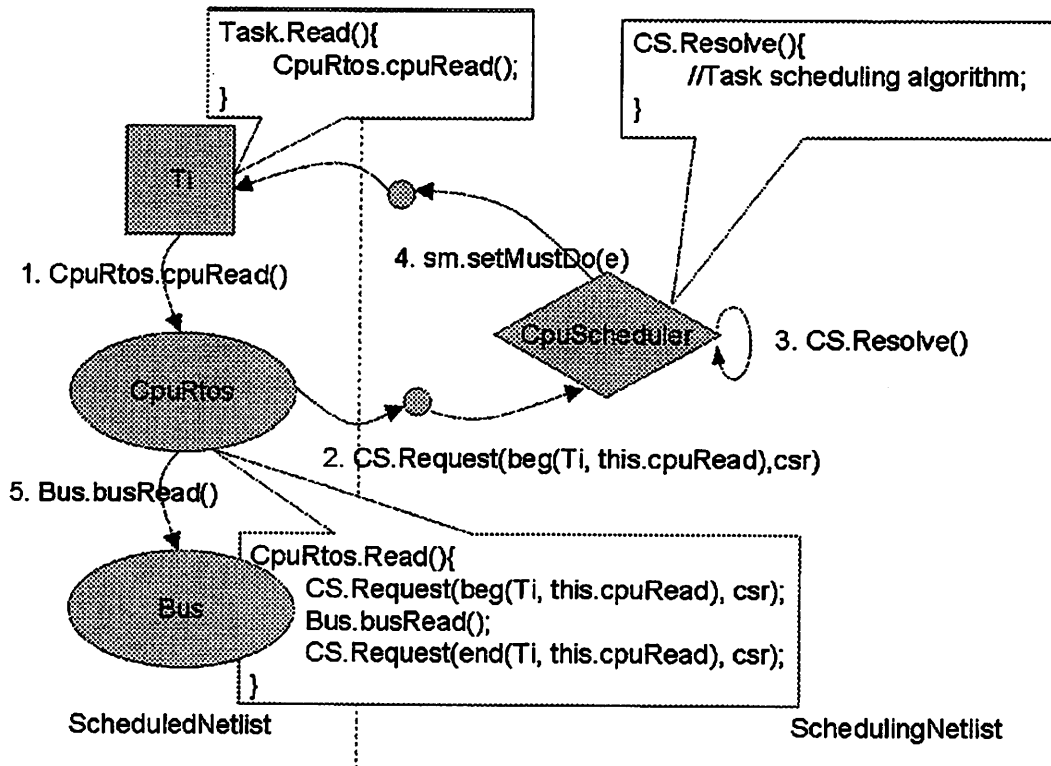 Task.Read(){
CpuRtos.cpuRead();
}
CS.Resolve(){
//Task scheduling algorithm;
}
Ti
1. CpuRtos.cpuRead()
4. sm.setMustDo(e)
CpuScheduler
3. CS.Resolve()
CpuRtos
2. CS.Request(beg(Ti, this.cpuRead),csr)
5. Bus.busRead()
CpuRtos.Read(){
CS.Request(beg(Ti, this.cpuRead), csr);
Bus.busRead();
CS.Request(end(Ti, this.cpuRead), csr);
}
Bus
ScheduledNetlist
SchedulingNetlist